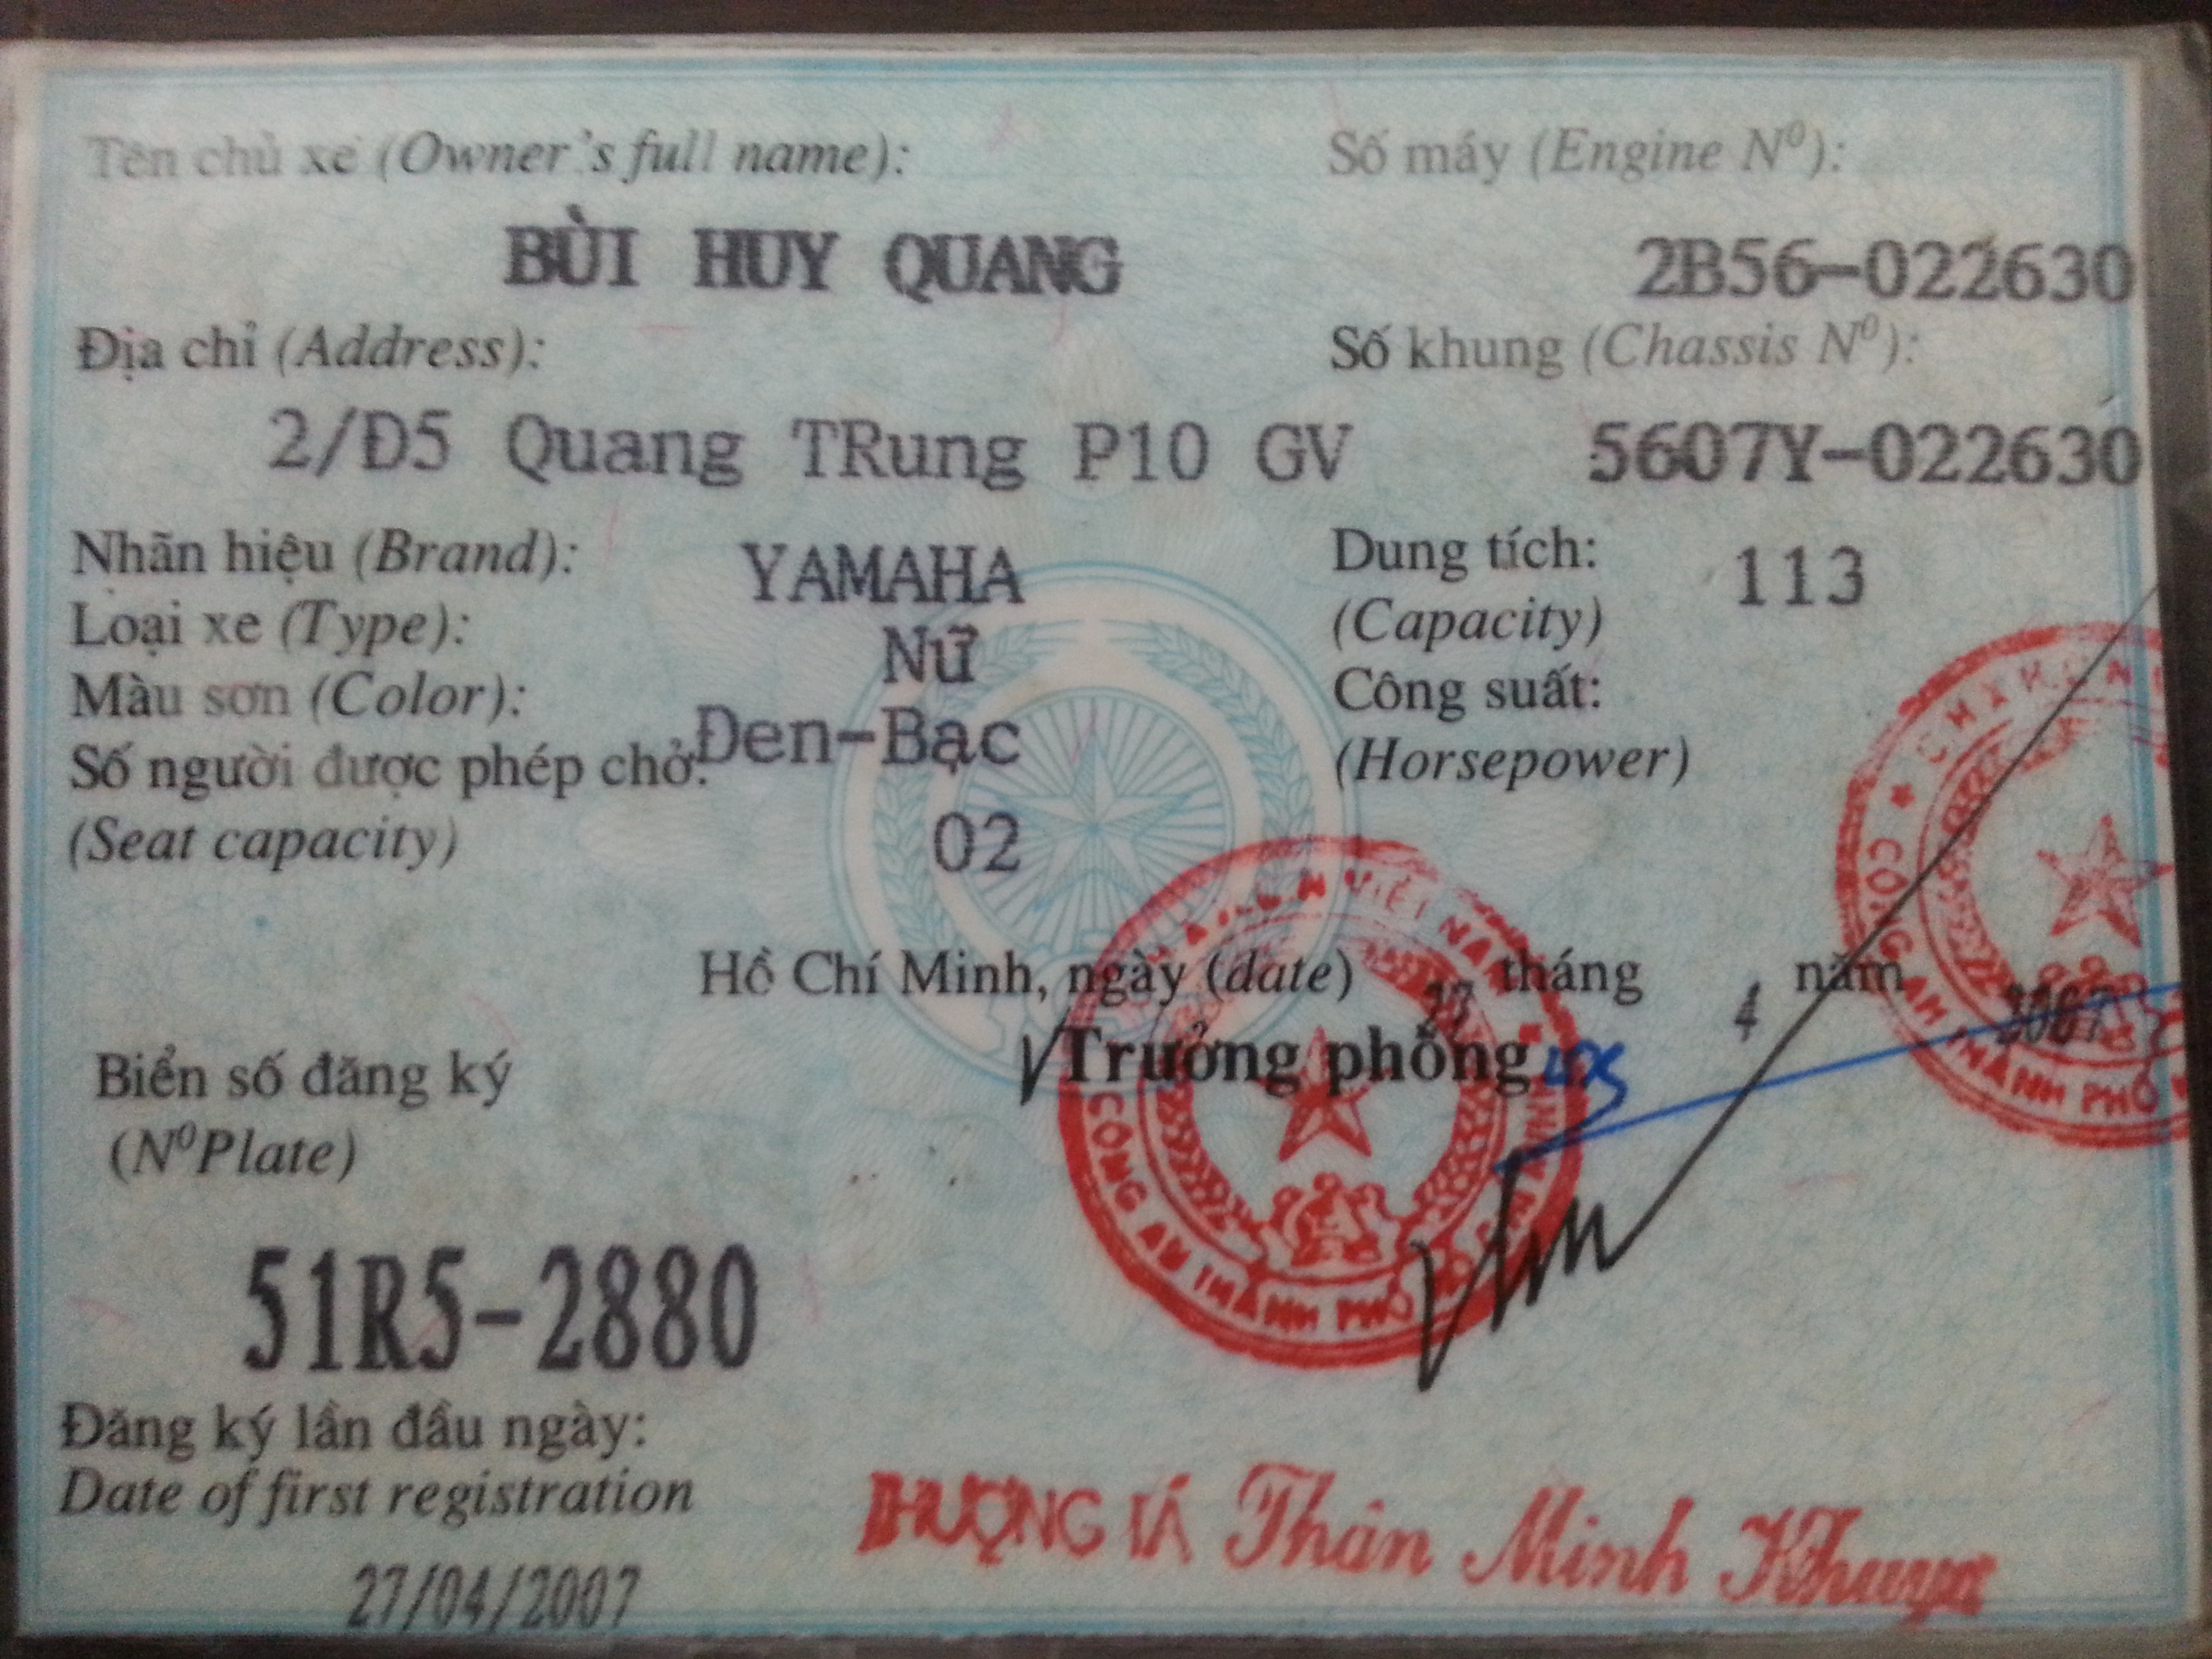 Tên chủ xe (Owner's full name):
BÙI HUY QUANG
Số máy (Engine Nº):
2B56-022630
Địa chỉ (Address):
2/Đ5 Quang TRung P10 GV
Số khung (Chassis Nº):
5607Y-022630
Nhãn hiệu (Brand): YAMAHA
Loại xe (Type): Nữ
Màu sơn (Color): Đen-Bạc
Số người được phép chở:
(Seat capacity) 02
Dung tích: 113
(Capacity)
Công suất:
(Horsepower)
Hồ Chí Minh, ngày (date) 27 tháng 4 năm
Trưởng phòng
CÔNG AN THÀNH PHỐ
VIỆT NAM
CÔNG AN THÀNH PHỐ
Biển số đăng ký
(Nº Plate)
51R5-2880
Đăng ký lần đầu ngày:
Date of first registration
27/04/2007
THƯỢNG TÁ Thân Minh